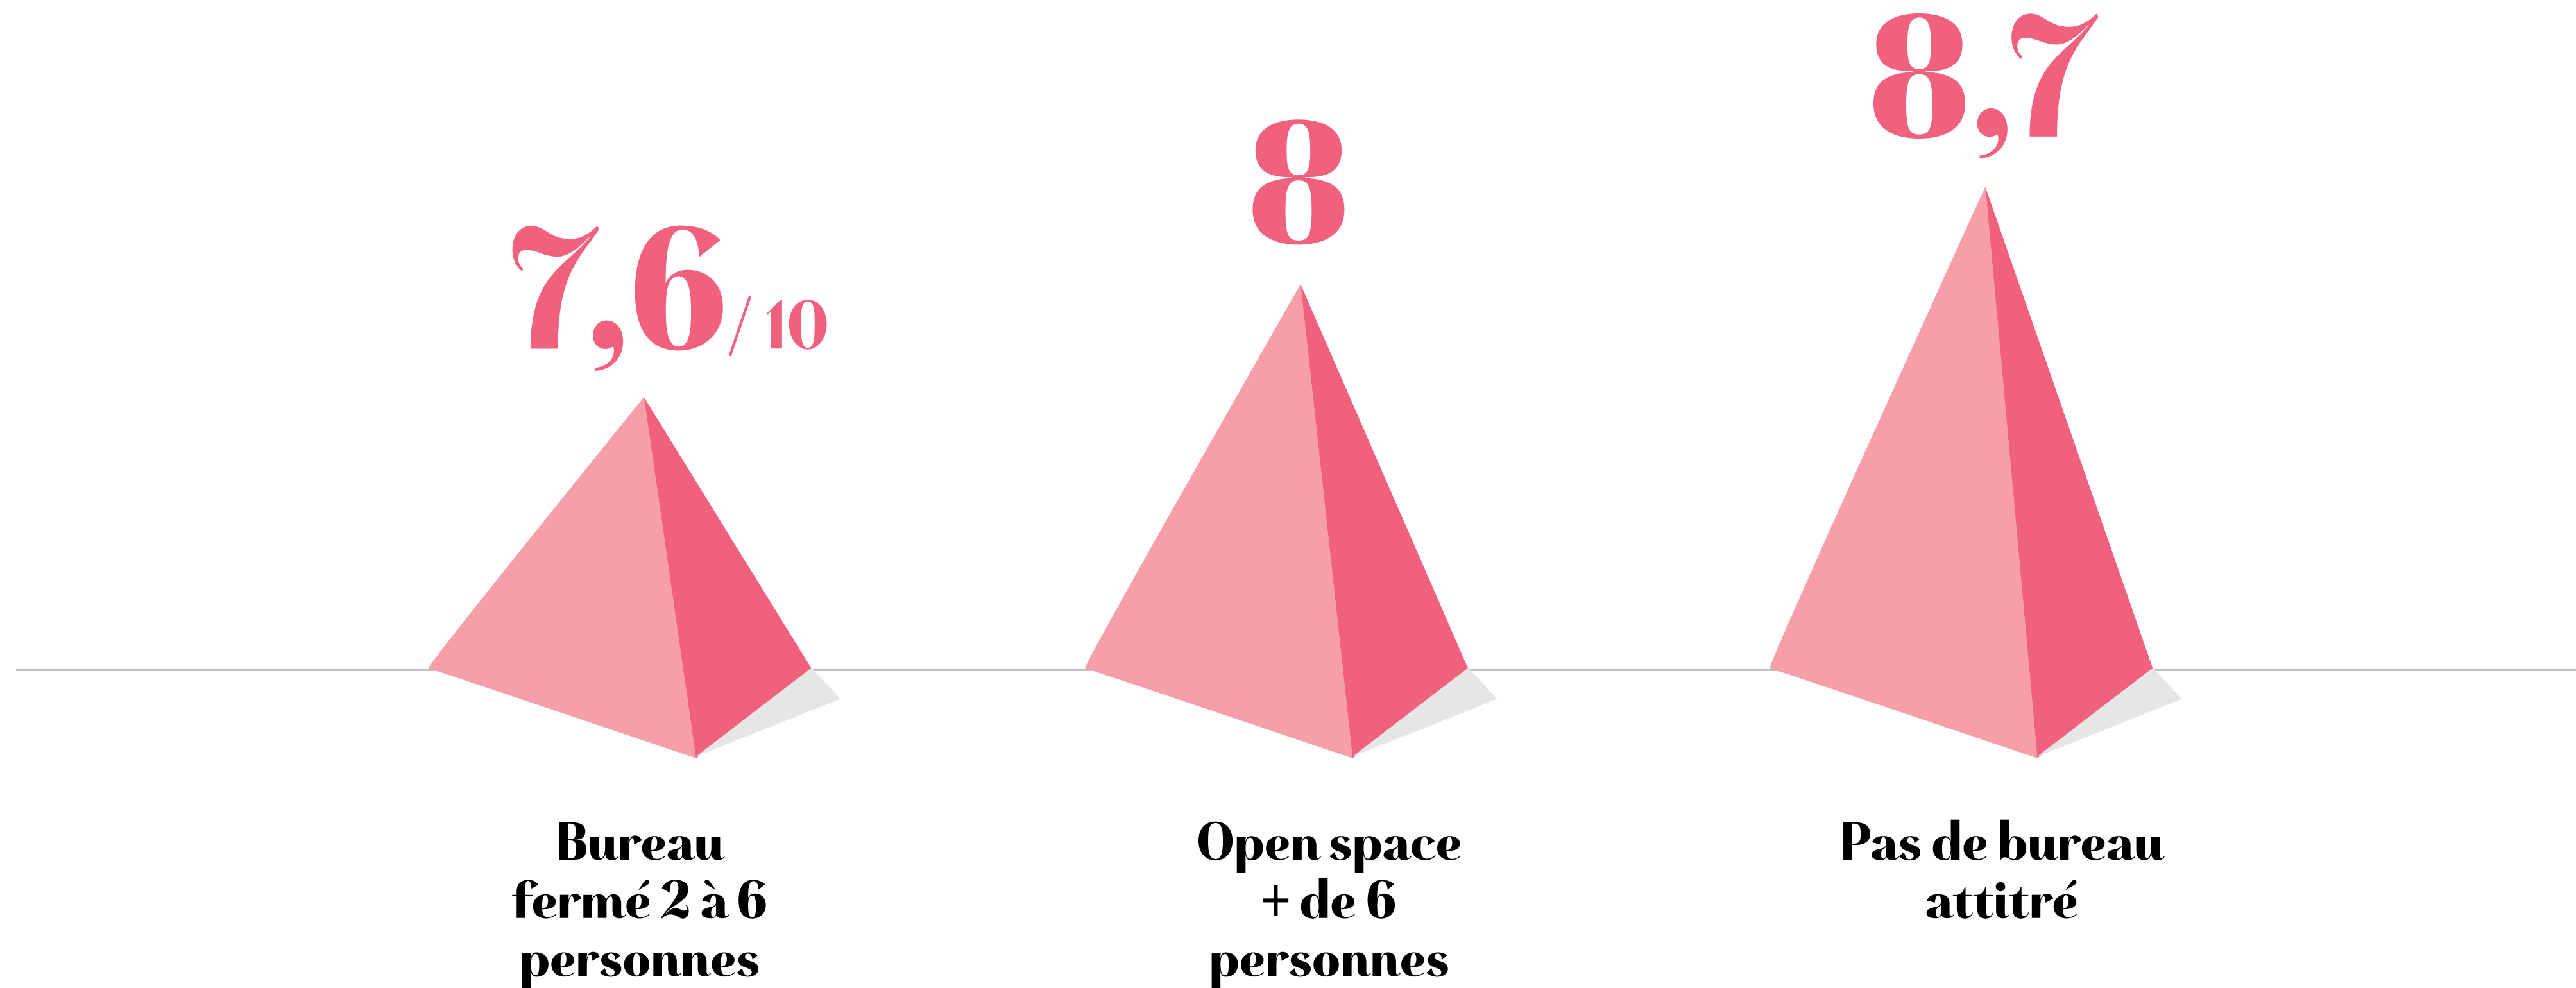 7,6/10
8
8,7
Bureau
fermé 2 à 6
personnes
Open space
+ de 6
personnes
Pas de bureau
attitré